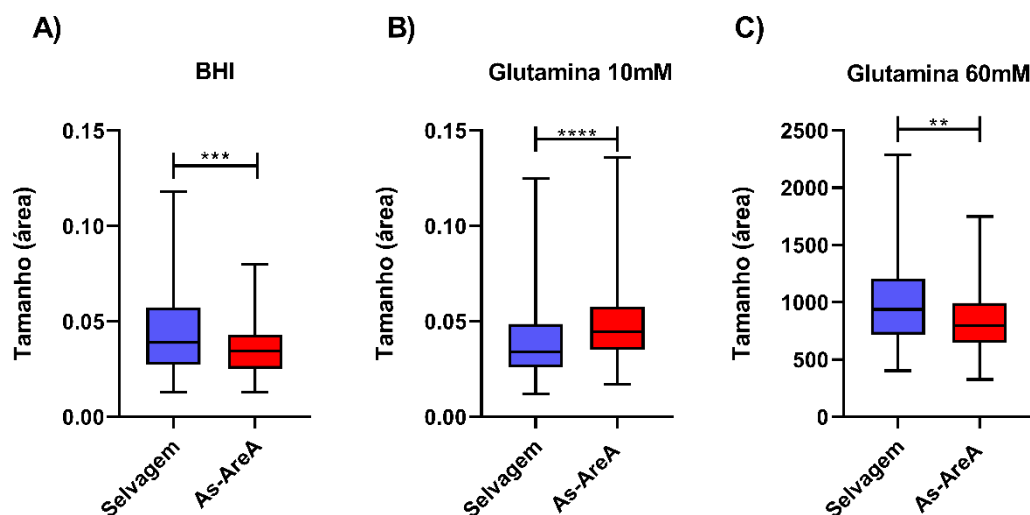 A)
BHI
Tamanho (área)
0.15
0.10
0.05
0.00
***
Selvagem
As-AreA
B)
Glutamina 10mM
Tamanho (área)
0.15
0.10
0.05
0.00
****
Selvagem
As-AreA
C)
Glutamina 60mM
Tamanho (área)
2500
2000
1500
1000
500
0
**
Selvagem
As-AreA